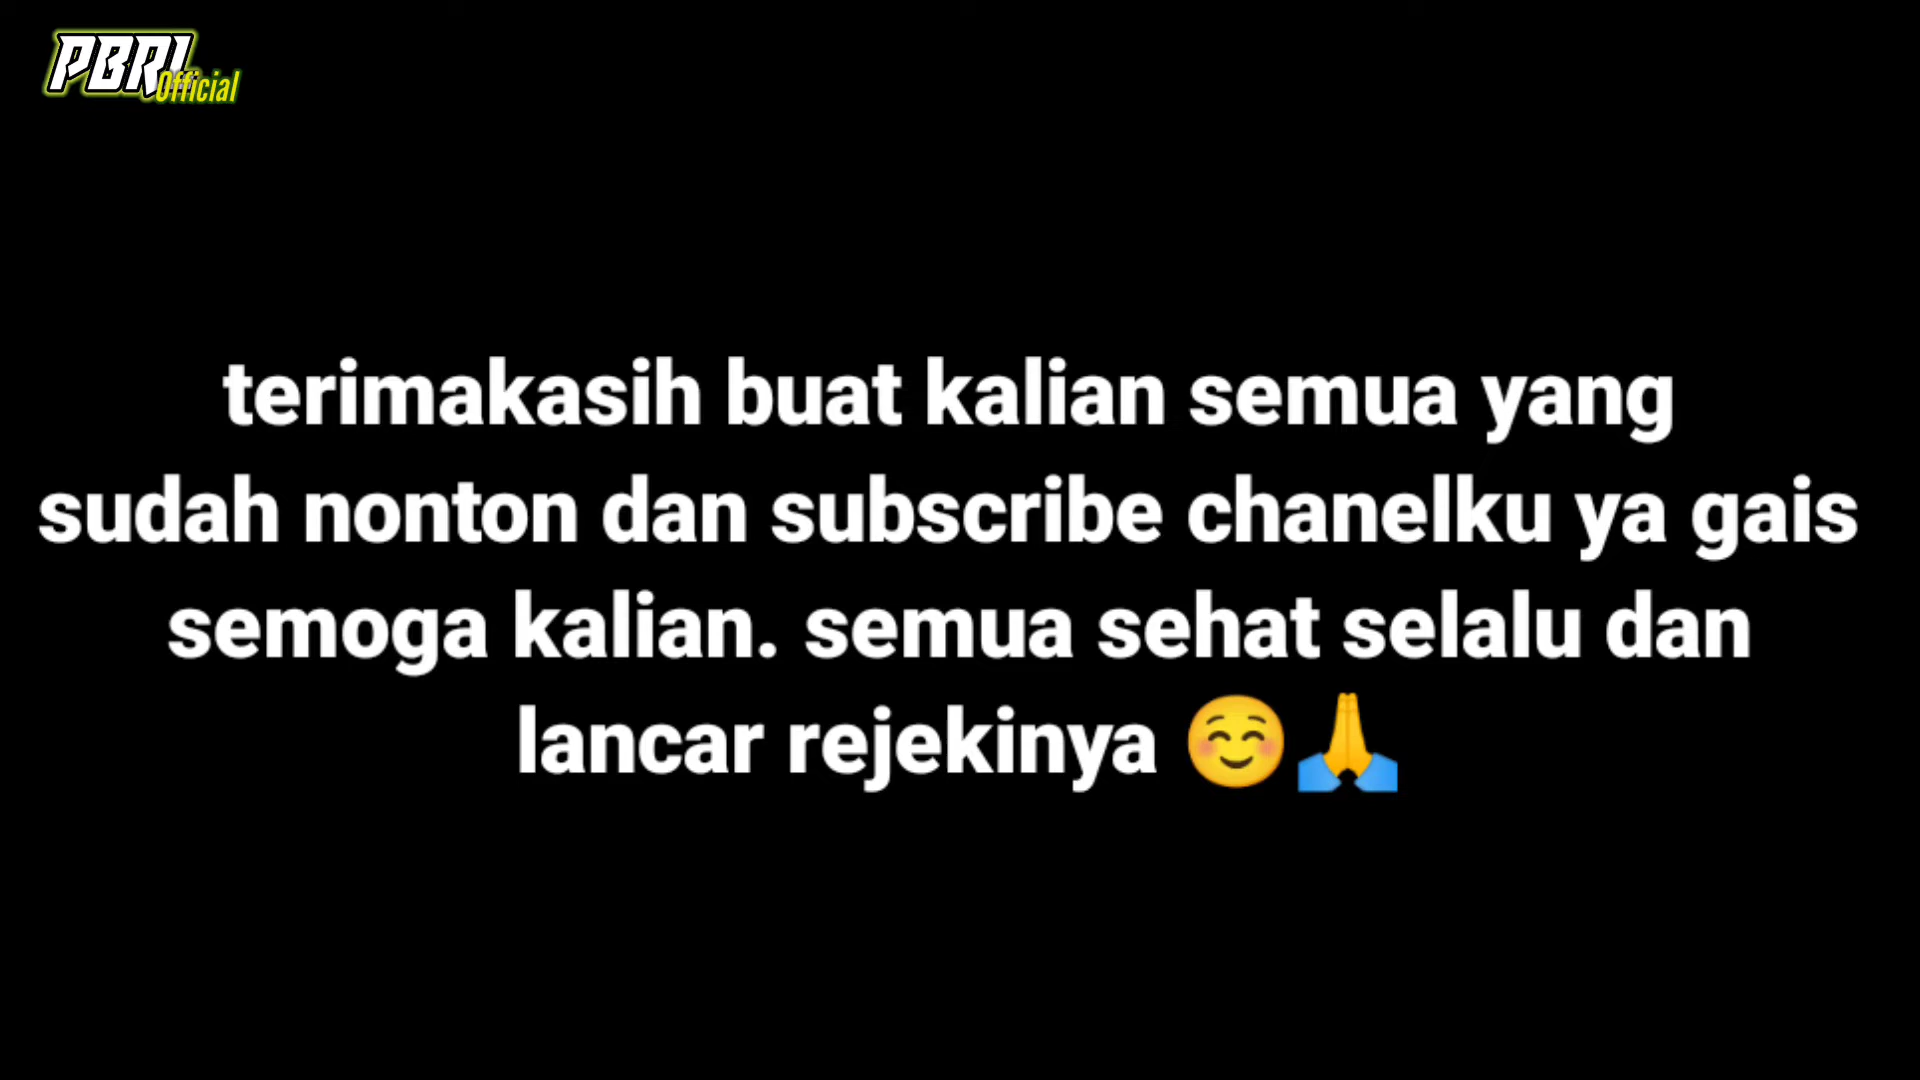 PBRI
Official
terimakasih buat kalian semua yang
sudah nonton dan subscribe chanelku ya gais
semoga kalian. semua sehat selalu dan
lancar rejekinya ☺️🙏